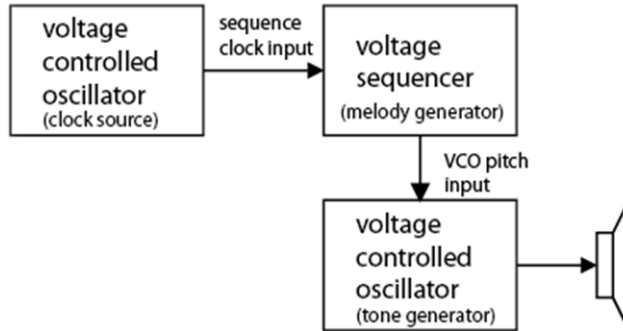 voltage
controlled
oscillator
(clock source)
sequence
clock input
voltage
sequencer
(melody generator)
VCO pitch
input
voltage
controlled
oscillator
(tone generator)